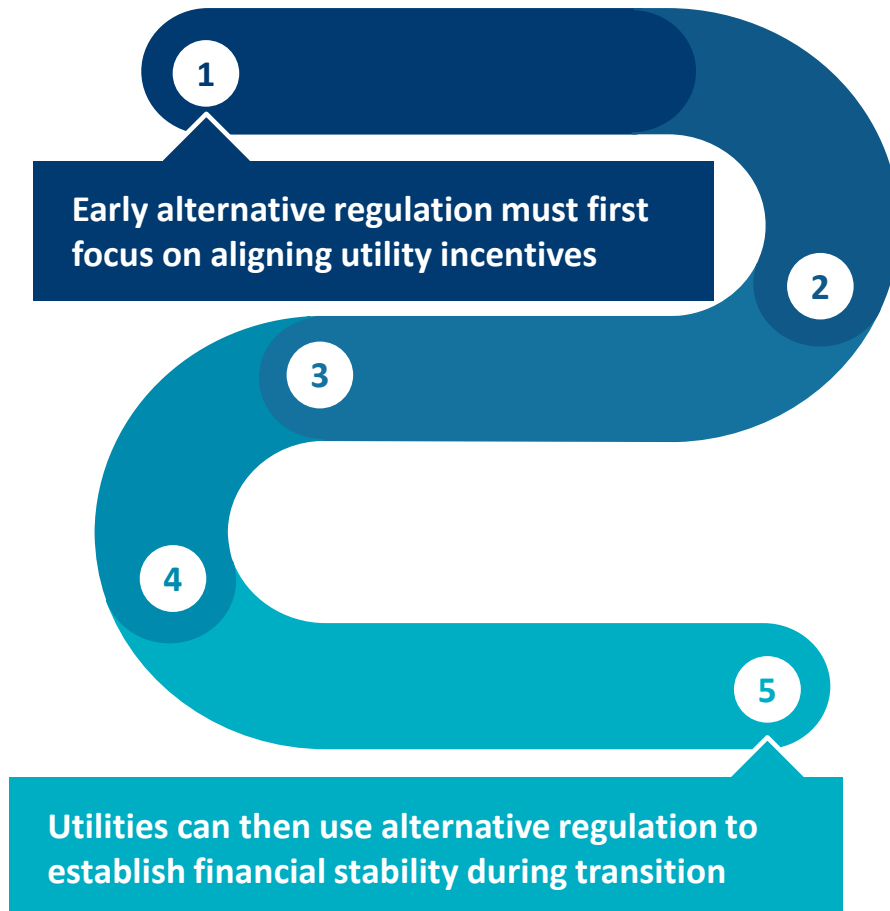 1
Early alternative regulation must first
focus on aligning utility incentives
2
3
4
5
Utilities can then use alternative regulation to
establish financial stability during transition